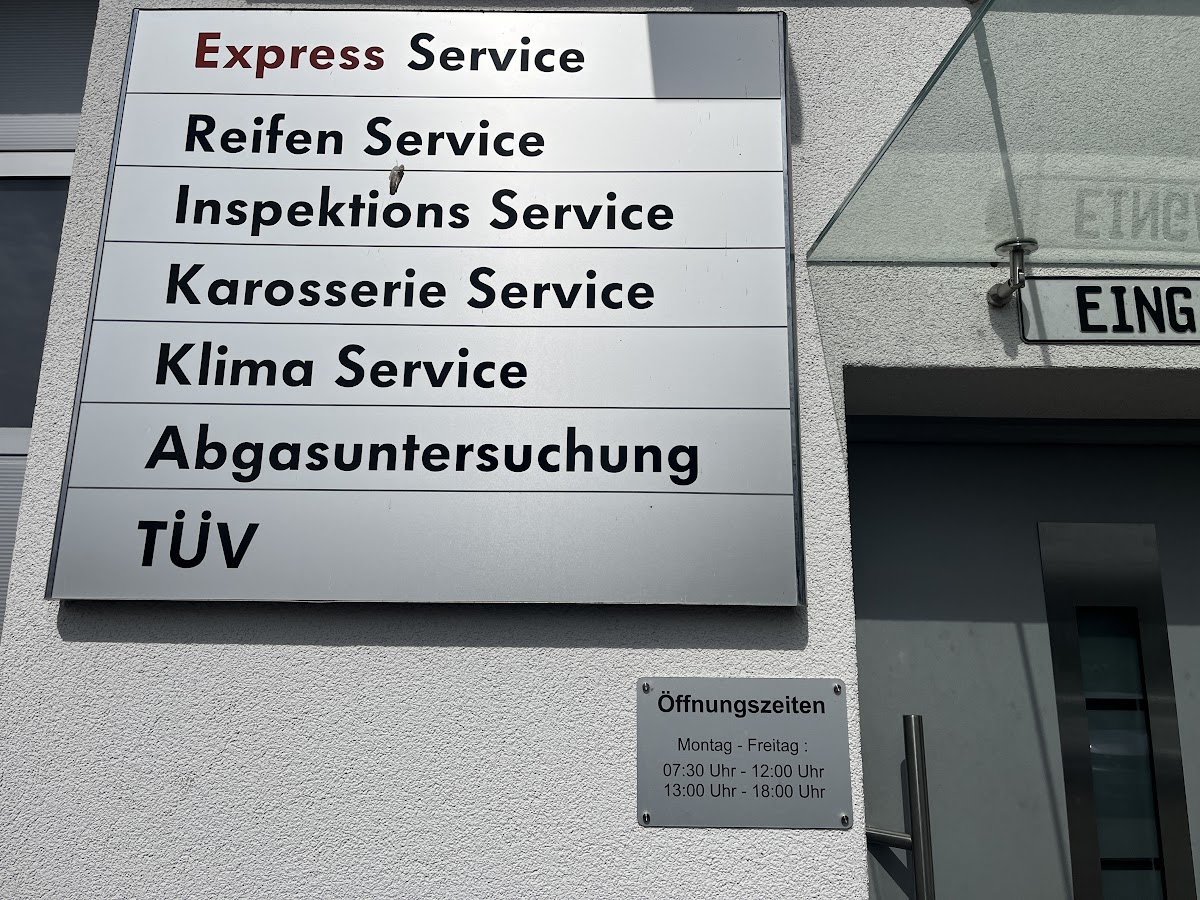 Express Service
Reifen Service
Inspektions Service
Karosserie Service
Klima Service
Abgasuntersuchung
TÜV
EING
Öffnungszeiten
Montag - Freitag :
07:30 Uhr - 12:00 Uhr
13:00 Uhr - 18:00 Uhr